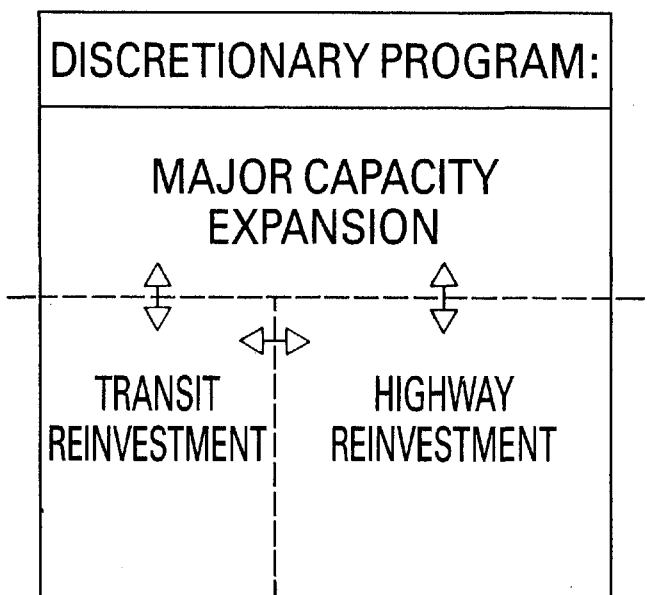 DISCRETIONARY PROGRAM:
MAJOR CAPACITY
EXPANSION
TRANSIT
REINVESTMENT
HIGHWAY
REINVESTMENT